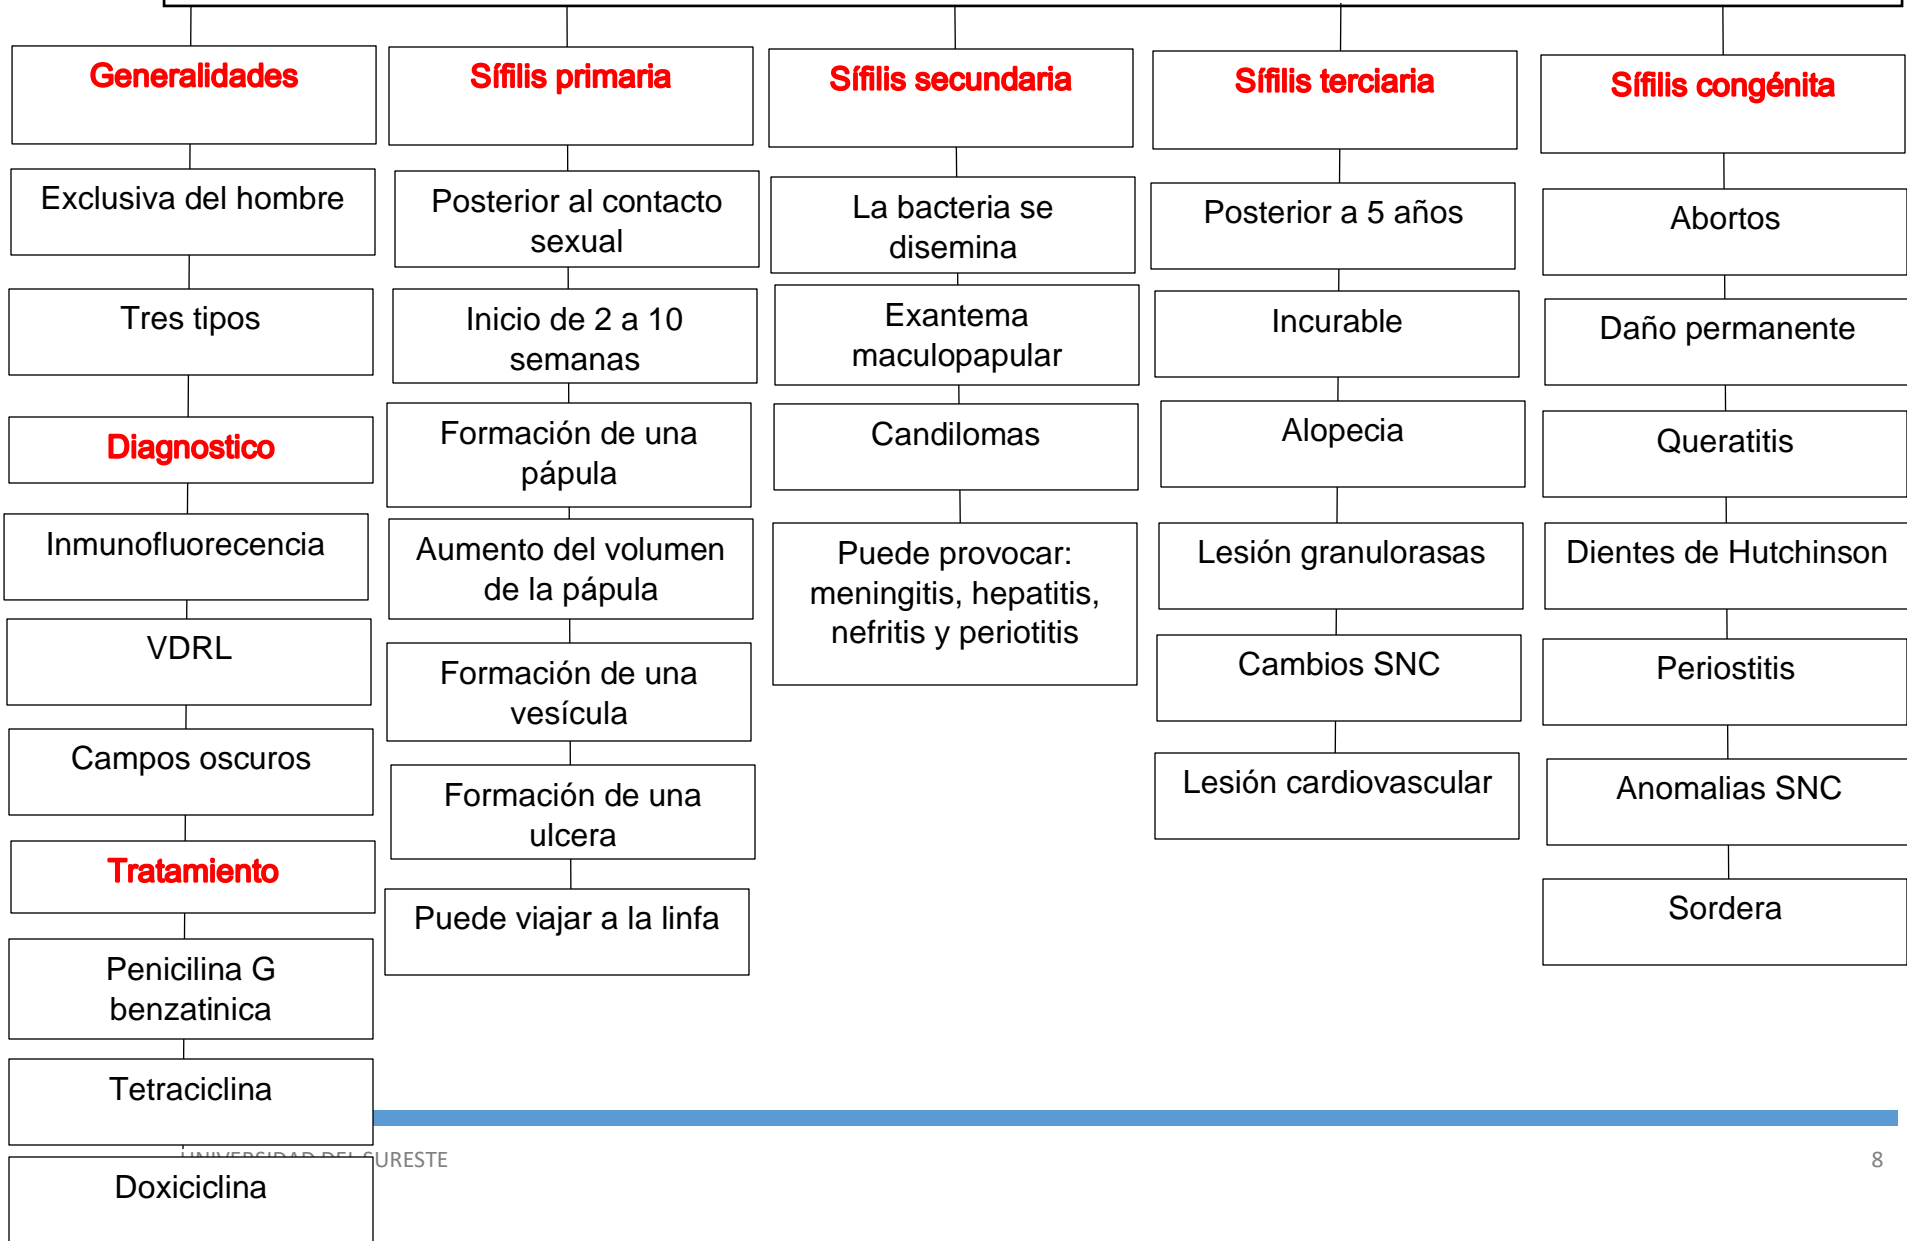 Generalidades
Exclusiva del hombre
Tres tipos
Diagnostico
Inmunofluorecencia
VDRL
Campos oscuros
Tratamiento
Penicilina G
benzatinica
Tetraciclina
Doxiciclina
Sífilis primaria
Posterior al contacto
sexual
Inicio de 2 a 10
semanas
Formación de una
pápula
Aumento del volumen
de la pápula
Formación de una
vesícula
Formación de una
ulcera
Puede viajar a la linfa
Sífilis secundaria
La bacteria se
disemina
Exantema
maculopapular
Candilomas
Puede provocar:
meningitis, hepatitis,
nefritis y periotitis
Sífilis terciaria
Posterior a 5 años
Incurable
Alopecia
Lesión granulorasas
Cambios SNC
Lesión cardiovascular
Sífilis congénita
Abortos
Daño permanente
Queratitis
Dientes de Hutchinson
Periostitis
Anomalias SNC
Sordera
UNIVERSIDAD DEL SURESTE
8